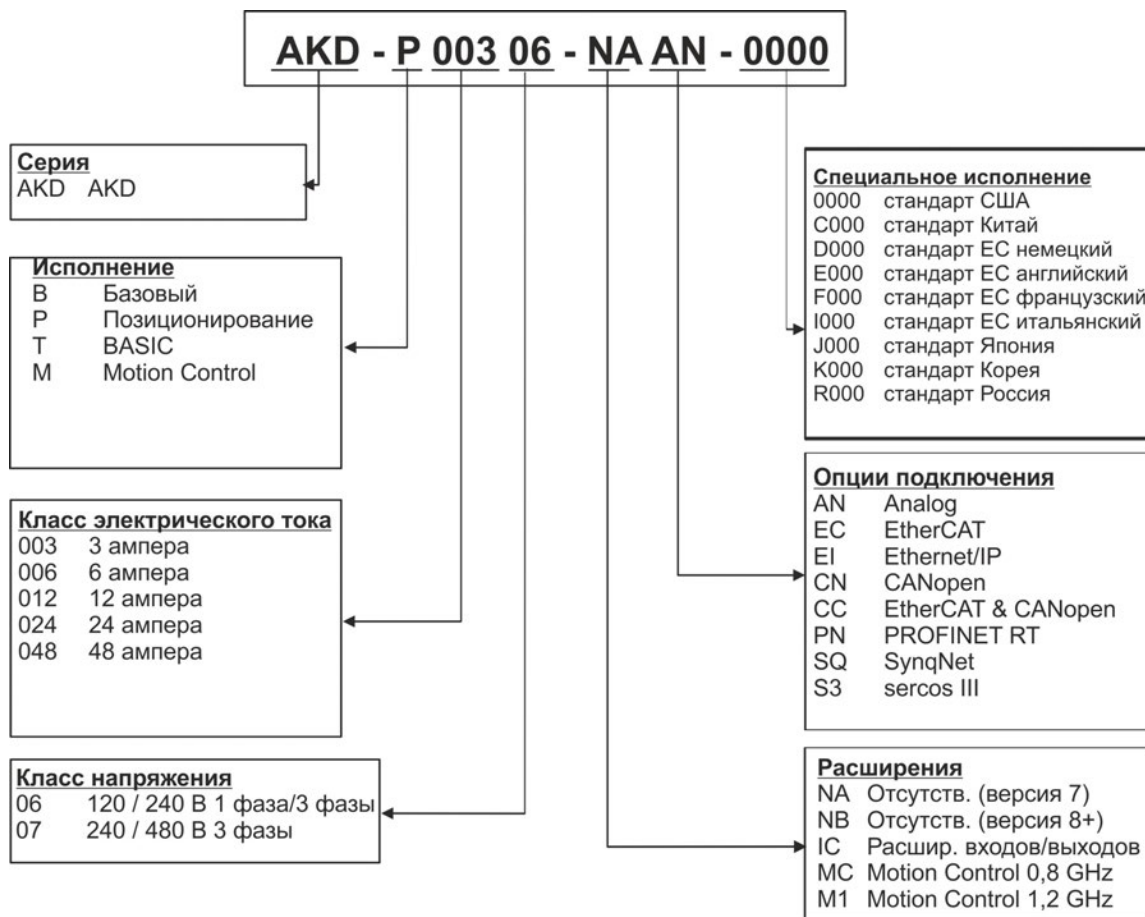 AKD - P 003 06 - NA AN - 0000
Серия
AKD AKD
Исполнение
B Базовый
P Позиционирование
T BASIC
M Motion Control
Класс электрического тока
003 3 ампера
006 6 ампера
012 12 ампера
024 24 ампера
048 48 ампера
Класс напряжения
06 120 / 240 В 1 фаза/3 фазы
07 240 / 480 В 3 фазы
Специальное исполнение
0000 стандарт США
C000 стандарт Китай
D000 стандарт ЕС немецкий
E000 стандарт ЕС английский
F000 стандарт ЕС французский
I000 стандарт ЕС итальянский
J000 стандарт Япония
K000 стандарт Корея
R000 стандарт Россия
Опции подключения
AN Analog
EC EtherCAT
EI Ethernet/IP
CN CANopen
CC EtherCAT & CANopen
PN PROFINET RT
SQ SynqNet
S3 sercos III
Расширения
NA Отсутств. (версия 7)
NB Отсутств. (версия 8+)
IC Расшир. входов/выходов
MC Motion Control 0,8 GHz
M1 Motion Control 1,2 GHz